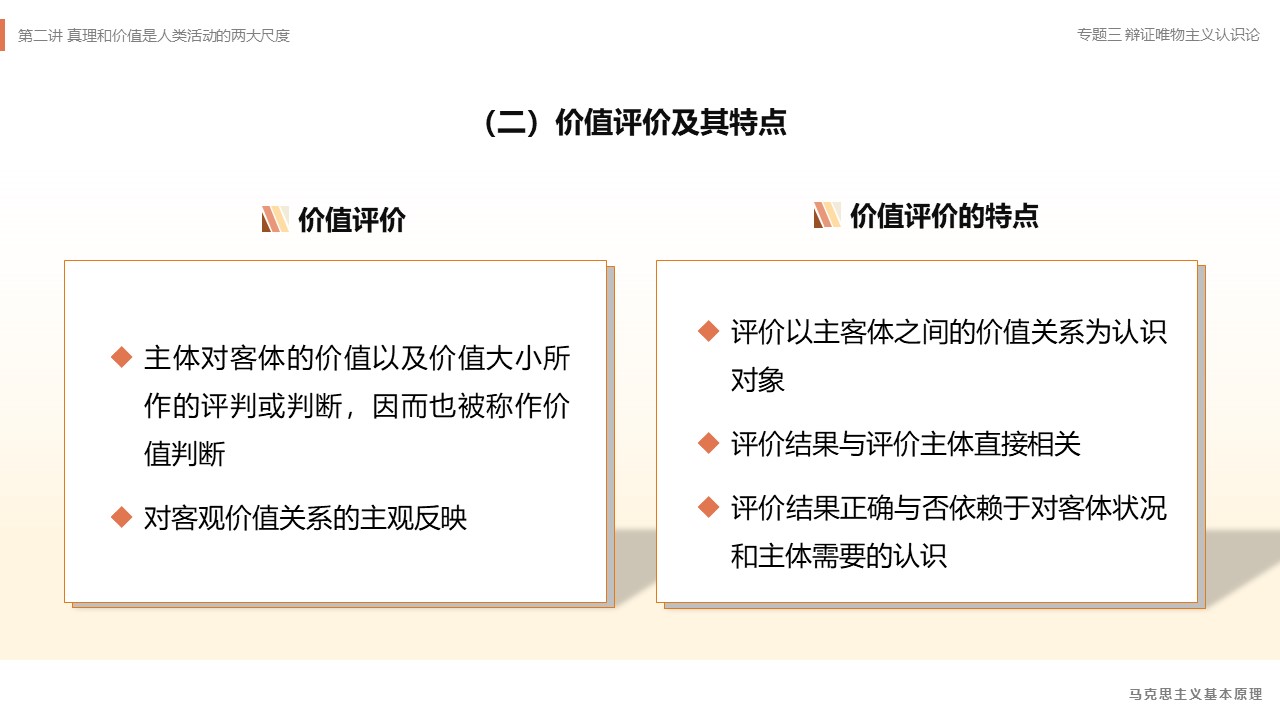 第二讲 真理和价值是人类活动的两大尺度
专题三 辩证唯物主义认识论
（二）价值评价及其特点
价值评价
主体对客体的价值以及价值大小所
作的评判或判断，因而也被称作价
值判断
对客观价值关系的主观反映
价值评价的特点
评价以主客体之间的价值关系为认识
对象
评价结果与评价主体直接相关
评价结果正确与否依赖于对客体状况
和主体需要的认识
马克思主义基本原理